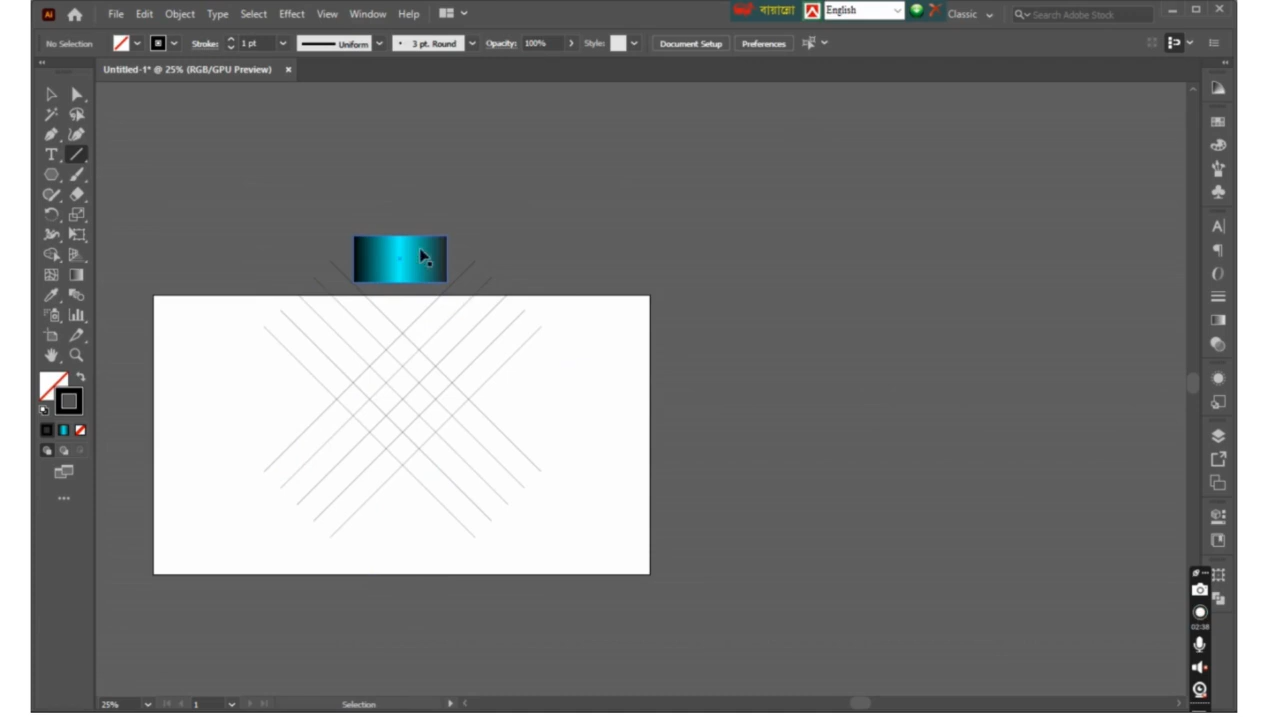 Ai File Edit Object Type Select Effect View Window Help বায়ান্নো English Classic Search Adobe Stock
No Selection Stroke: 1 pt Uniform 3 pt. Round Opacity: 100% Style: Document Setup Preferences
Untitled-1* @ 25% (RGB/GPU Preview)
02:38
25% 1 Selection